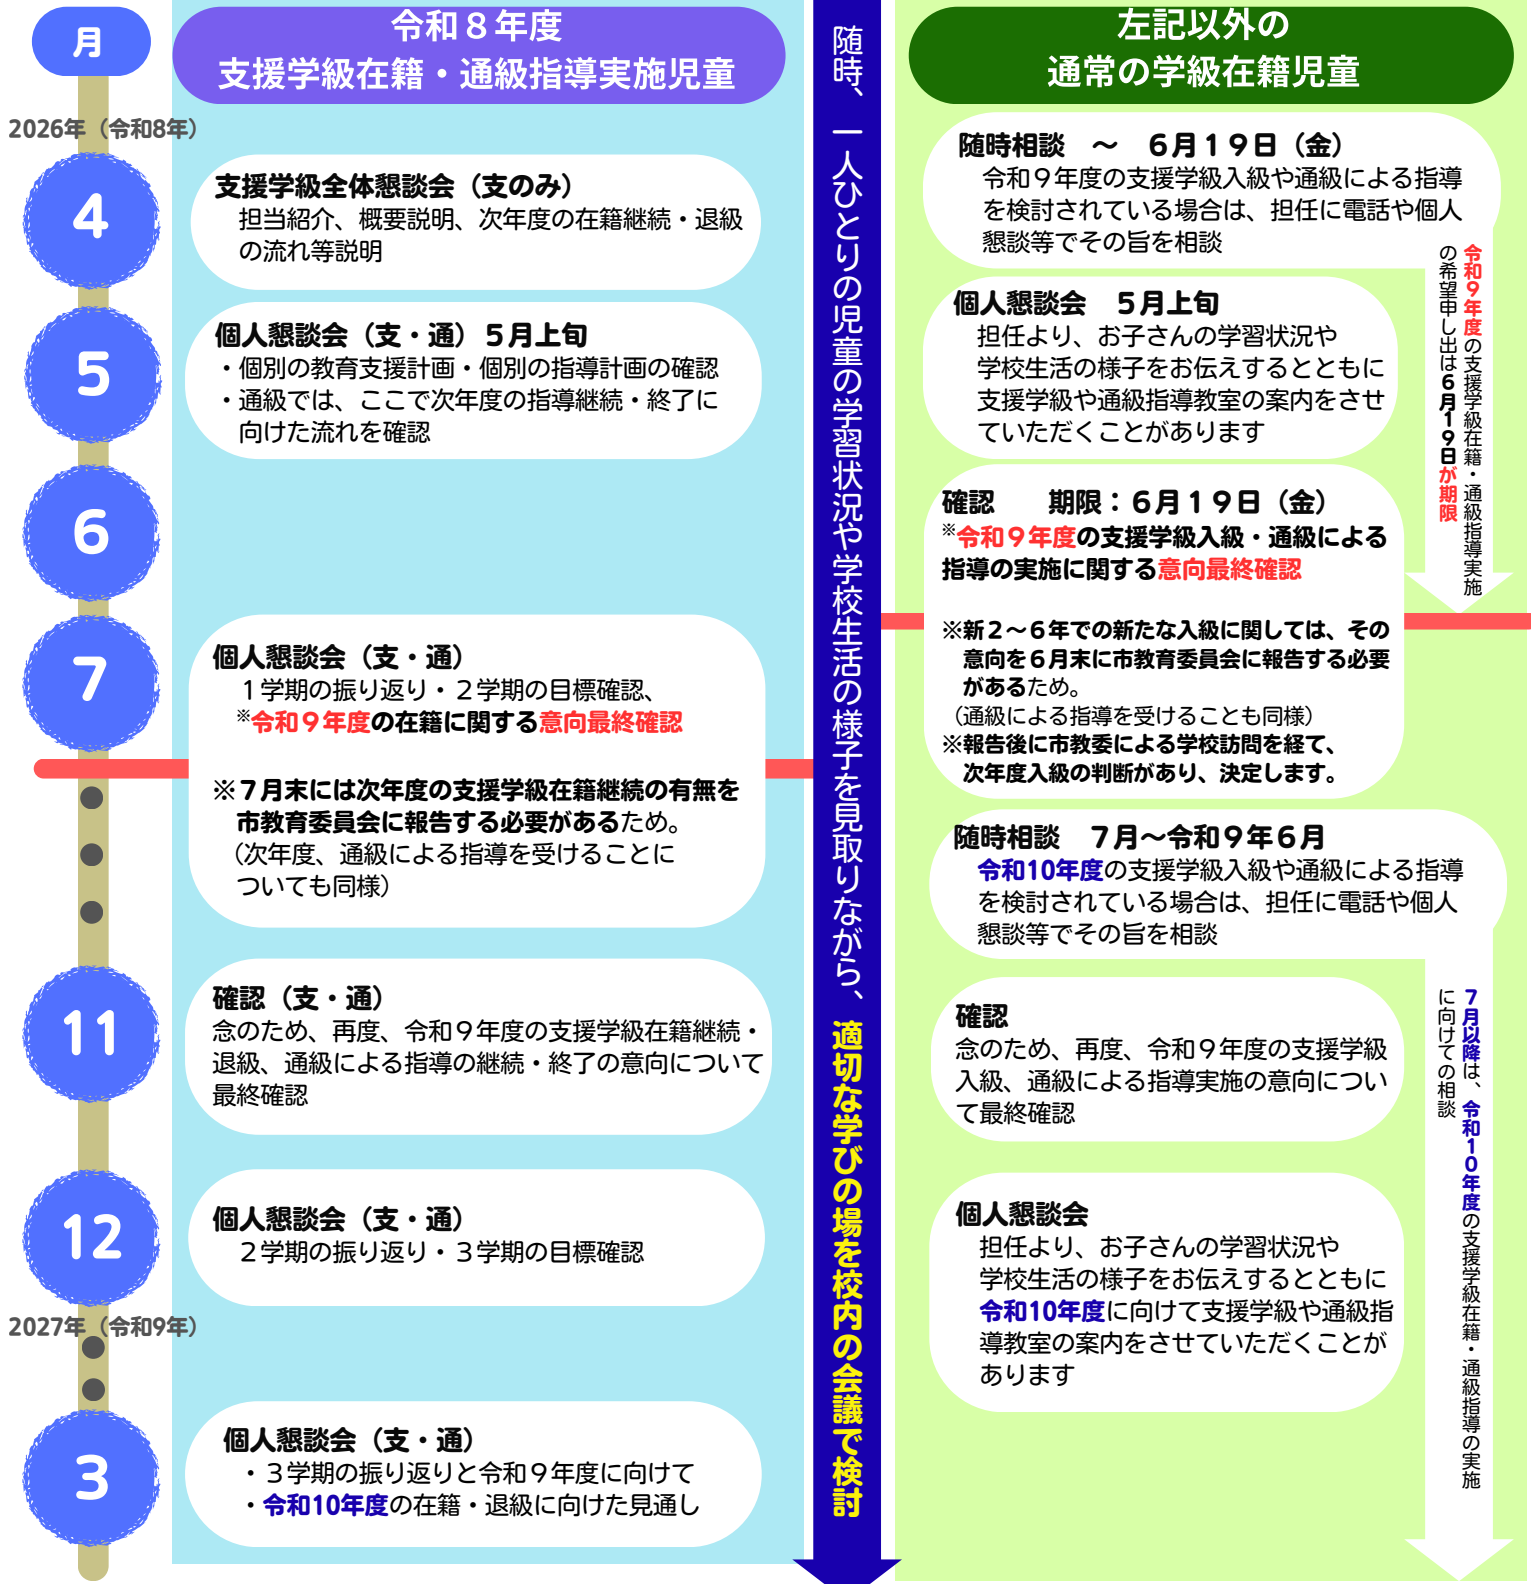 月
2026年（令和8年）
4
5
6
7
11
12
2027年（令和9年）
3
令和８年度
支援学級在籍・通級指導実施児童
支援学級全体懇談会（支のみ）
担当紹介、概要説明、次年度の在籍継続・退級
の流れ等説明
個人懇談会（支・通）５月上旬
・個別の教育支援計画・個別の指導計画の確認
・通級では、ここで次年度の指導継続・終了に
向けた流れを確認
個人懇談会（支・通）
１学期の振り返り・２学期の目標確認、
※令和９年度の在籍に関する意向最終確認
※７月末には次年度の支援学級在籍継続の有無を
市教育委員会に報告する必要があるため。
（次年度、通級による指導を受けることに
ついても同様）
確認（支・通）
念のため、再度、令和９年度の支援学級在籍継続・
退級、通級による指導の継続・終了の意向について
最終確認
個人懇談会（支・通）
２学期の振り返り・３学期の目標確認
個人懇談会（支・通）
・３学期の振り返りと令和９年度に向けて
・令和10年度の在籍・退級に向けた見通し
随時、一人ひとりの児童の学習状況や学校生活の様子を見取りながら、適切な学びの場を校内の会議で検討
左記以外の
通常の学級在籍児童
随時相談　～　６月１９日（金）
令和９年度の支援学級入級や通級による指導
を検討されている場合は、担任に電話や個人
懇談等でその旨を相談
令和９年度の支援学級在籍・通級指導実施
の希望申し出は６月１９日が期限
個人懇談会　５月上旬
担任より、お子さんの学習状況や
学校生活の様子をお伝えするとともに
支援学級や通級指導教室の案内をさせ
ていただくことがあります
確認　　期限：６月１９日（金）
※令和９年度の支援学級入級・通級による
指導の実施に関する意向最終確認
※新２～６年での新たな入級に関しては、その
意向を６月末に市教育委員会に報告する必要
があるため。
（通級による指導を受けることも同様）
※報告後に市教委による学校訪問を経て、
次年度入級の判断があり、決定します。
随時相談　７月～令和９年６月
令和10年度の支援学級入級や通級による指導
を検討されている場合は、担任に電話や個人
懇談等でその旨を相談
７月以降は、令和１０年度の支援学級在籍・通級指導の実施
に向けての相談
確認
念のため、再度、令和９年度の支援学級
入級、通級による指導実施の意向につい
て最終確認
個人懇談会
担任より、お子さんの学習状況や
学校生活の様子をお伝えするとともに
令和10年度に向けて支援学級や通級指
導教室の案内をさせていただくことが
あります